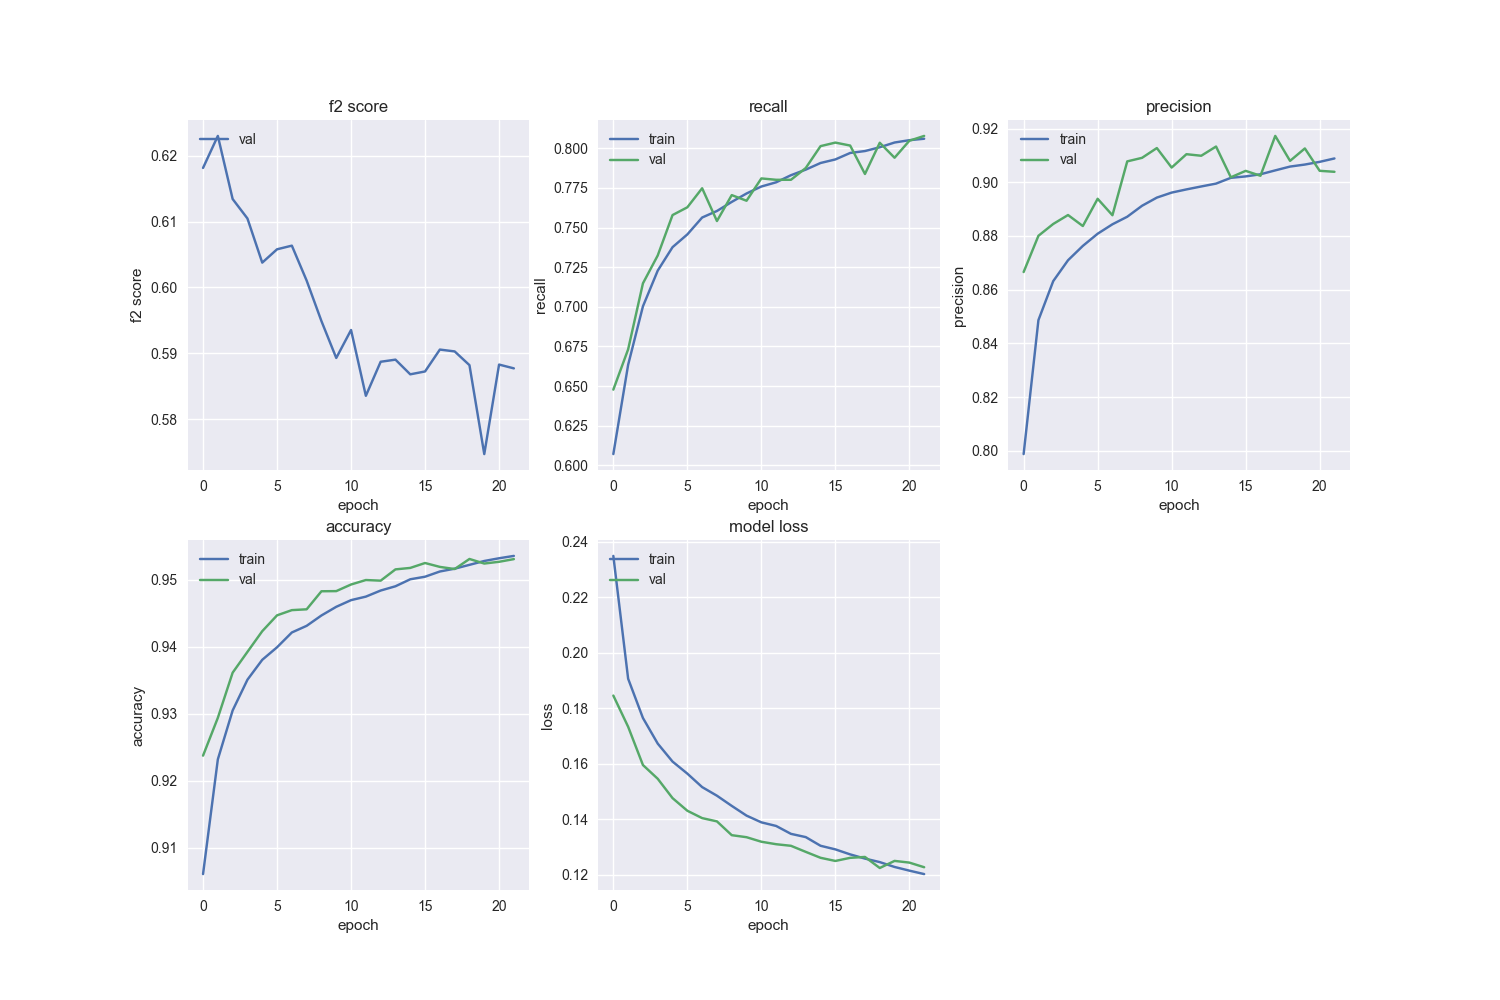 f2 score
val
0.62
0.61
0.60
0.59
0.58
f2 score
0 5 10 15 20
epoch
recall
train
val
0.800
0.775
0.750
0.725
0.700
0.675
0.650
0.625
0.600
recall
0 5 10 15 20
epoch
precision
train
val
0.92
0.90
0.88
0.86
0.84
0.82
0.80
precision
0 5 10 15 20
epoch
accuracy
train
val
0.95
0.94
0.93
0.92
0.91
accuracy
0 5 10 15 20
epoch
model loss
train
val
0.24
0.22
0.20
0.18
0.16
0.14
0.12
loss
0 5 10 15 20
epoch